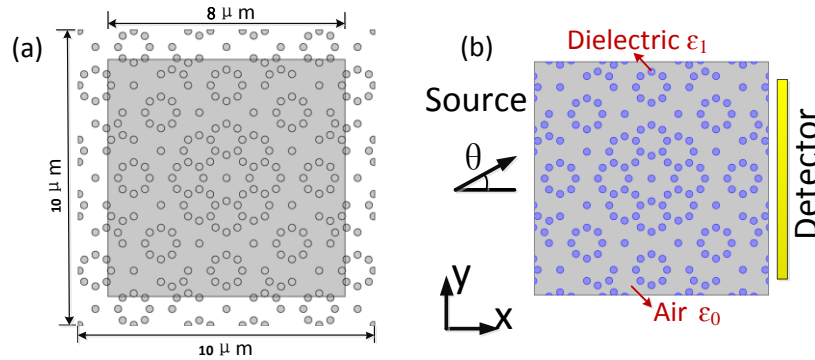 (a)
8 μ m
10 μ m
10 μ m
(b)
Dielectric ε₁
Source
θ
Detector
y
x
Air ε₀